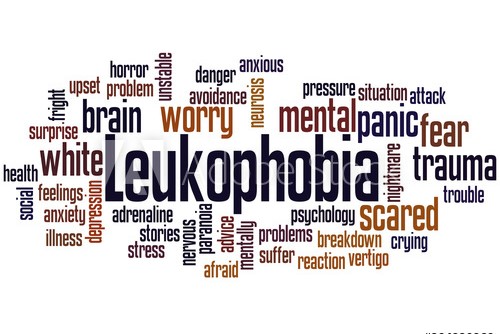 horror
unstable
danger
anxious
upset
problem
avoidance
neurosis
pressure
situation
attack
fright
surprise
brain
worry
mental
panic
fear
health
white
Leukophobia
nightmare
trauma
social
feelings
anxiety
depression
adrenaline
psychology
scared
trouble
illness
stories
stress
nervous
paranoia
advice
mentally
problems
breakdown
crying
afraid
suffer
reaction
vertigo
Adobe Stock